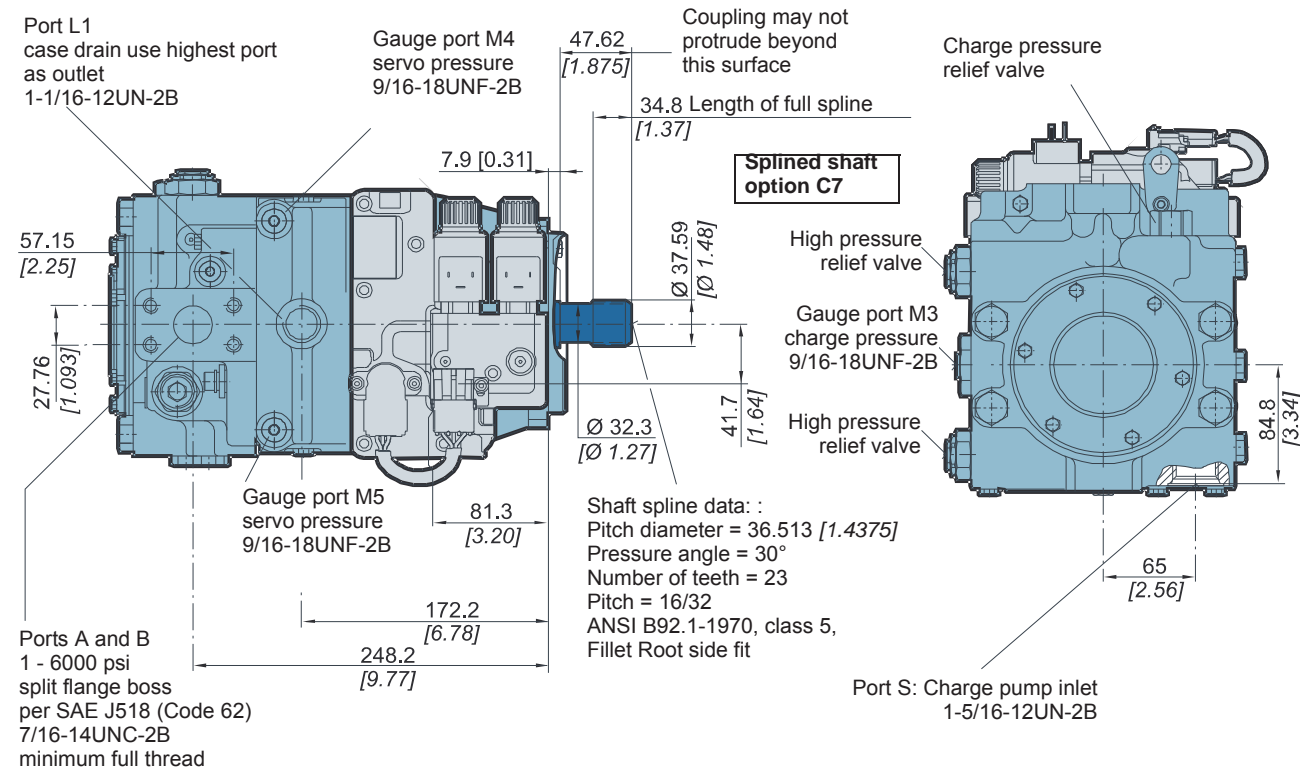 Port L1
case drain use highest port
as outlet
1-1/16-12UN-2B
Gauge port M4
servo pressure
9/16-18UNF-2B
47.62
[1.875]
Coupling may not
protrude beyond
this surface
34.8 Length of full spline
[1.37]
7.9 [0.31]
Splined shaft
option C7
57.15
[2.25]
27.76
[1.093]
Ø 37.59
[Ø 1.48]
41.7
[1.64]
Ø 32.3
[Ø 1.27]
Gauge port M5
servo pressure
9/16-18UNF-2B
81.3
[3.20]
172.2
[6.78]
248.2
[9.77]
Shaft spline data: :
Pitch diameter = 36.513 [1.4375]
Pressure angle = 30°
Number of teeth = 23
Pitch = 16/32
ANSI B92.1-1970, class 5,
Fillet Root side fit
Ports A and B
1 - 6000 psi
split flange boss
per SAE J518 (Code 62)
7/16-14UNC-2B
minimum full thread
Charge pressure
relief valve
High pressure
relief valve
Gauge port M3
charge pressure
9/16-18UNF-2B
High pressure
relief valve
84.8
[3.34]
65
[2.56]
Port S: Charge pump inlet
1-5/16-12UN-2B